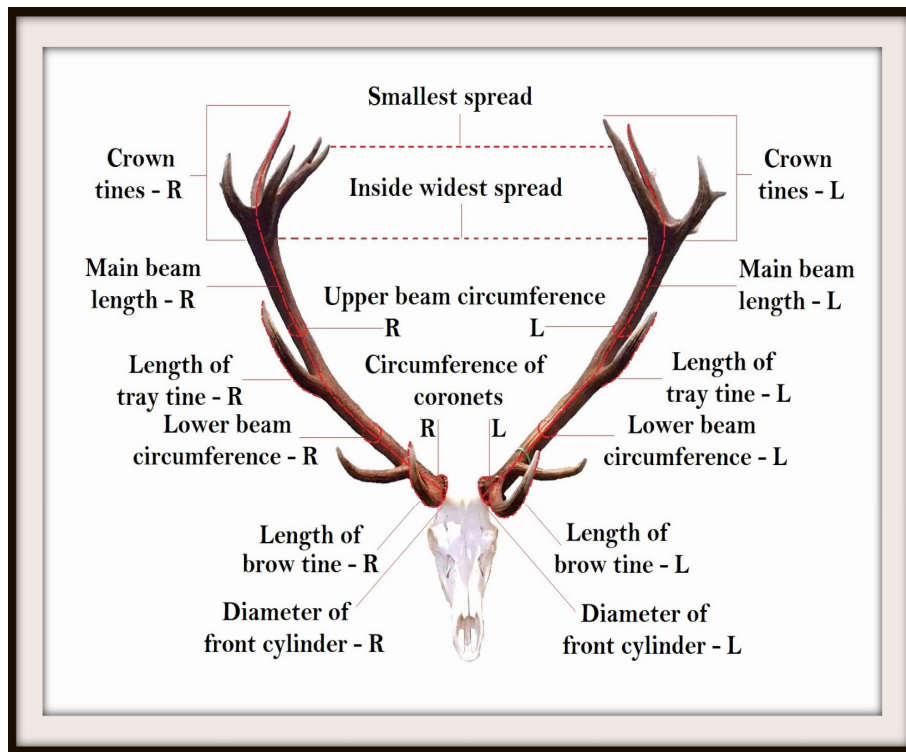 Smallest spread
Crown
tines - R
Crown
tines - L
Inside widest spread
Main beam
length - R
Main beam
length - L
Upper beam circumference
R
L
Length of
tray tine - R
Circumference of
coronets
R
L
Length of
tray tine - L
Lower beam
circumference - R
Lower beam
circumference - L
Length of
brow tine - R
Length of
brow tine - L
Diameter of
front cylinder - R
Diameter of
front cylinder - L